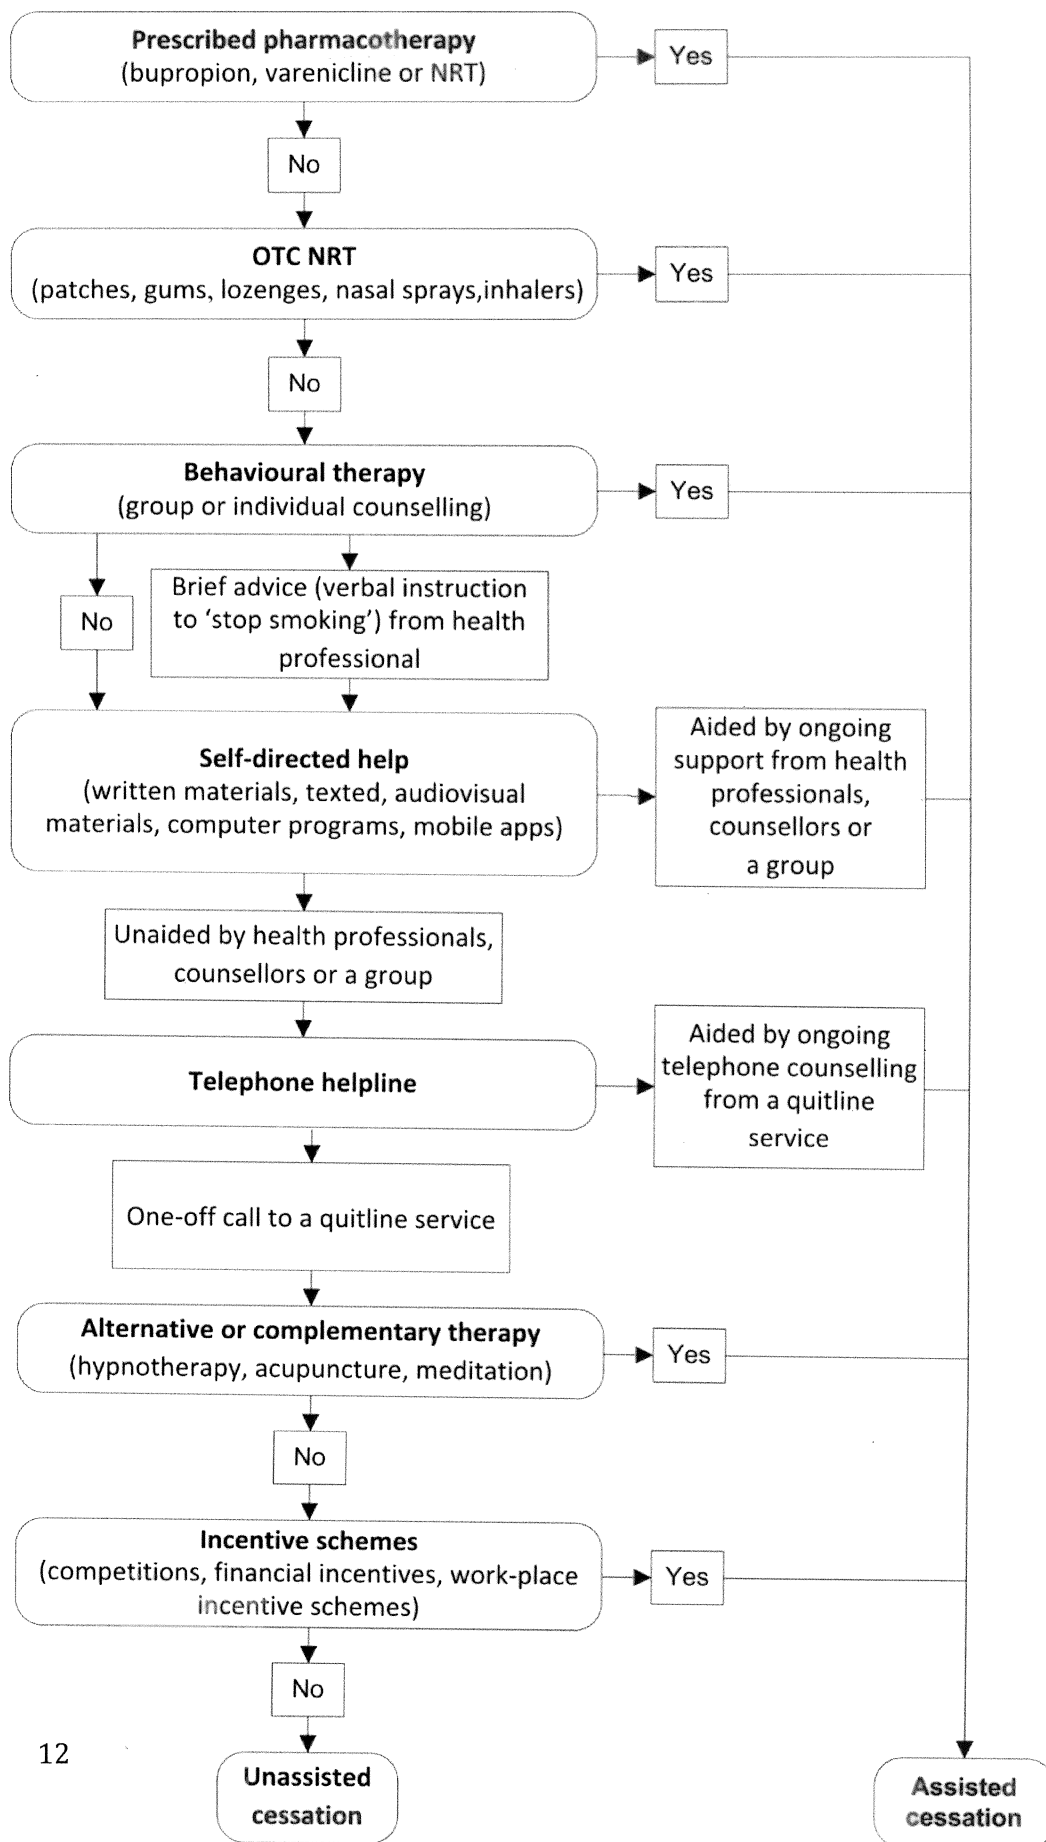 Prescribed pharmacotherapy
(bupropion, varenicline or NRT)
Yes
No
OTC NRT
(patches, gums, lozenges, nasal sprays,inhalers)
Yes
No
Behavioural therapy
(group or individual counselling)
Yes
No
Brief advice (verbal instruction
to ‘stop smoking’) from health
professional
Self-directed help
(written materials, texted, audiovisual
materials, computer programs, mobile apps)
Aided by ongoing
support from health
professionals,
counsellors or
a group
Unaided by health professionals,
counsellors or a group
Telephone helpline
Aided by ongoing
telephone counselling
from a quitline
service
One-off call to a quitline service
Alternative or complementary therapy
(hypnotherapy, acupuncture, meditation)
Yes
No
Incentive schemes
(competitions, financial incentives, work-place
incentive schemes)
Yes
No
12
Unassisted
cessation
Assisted
cessation